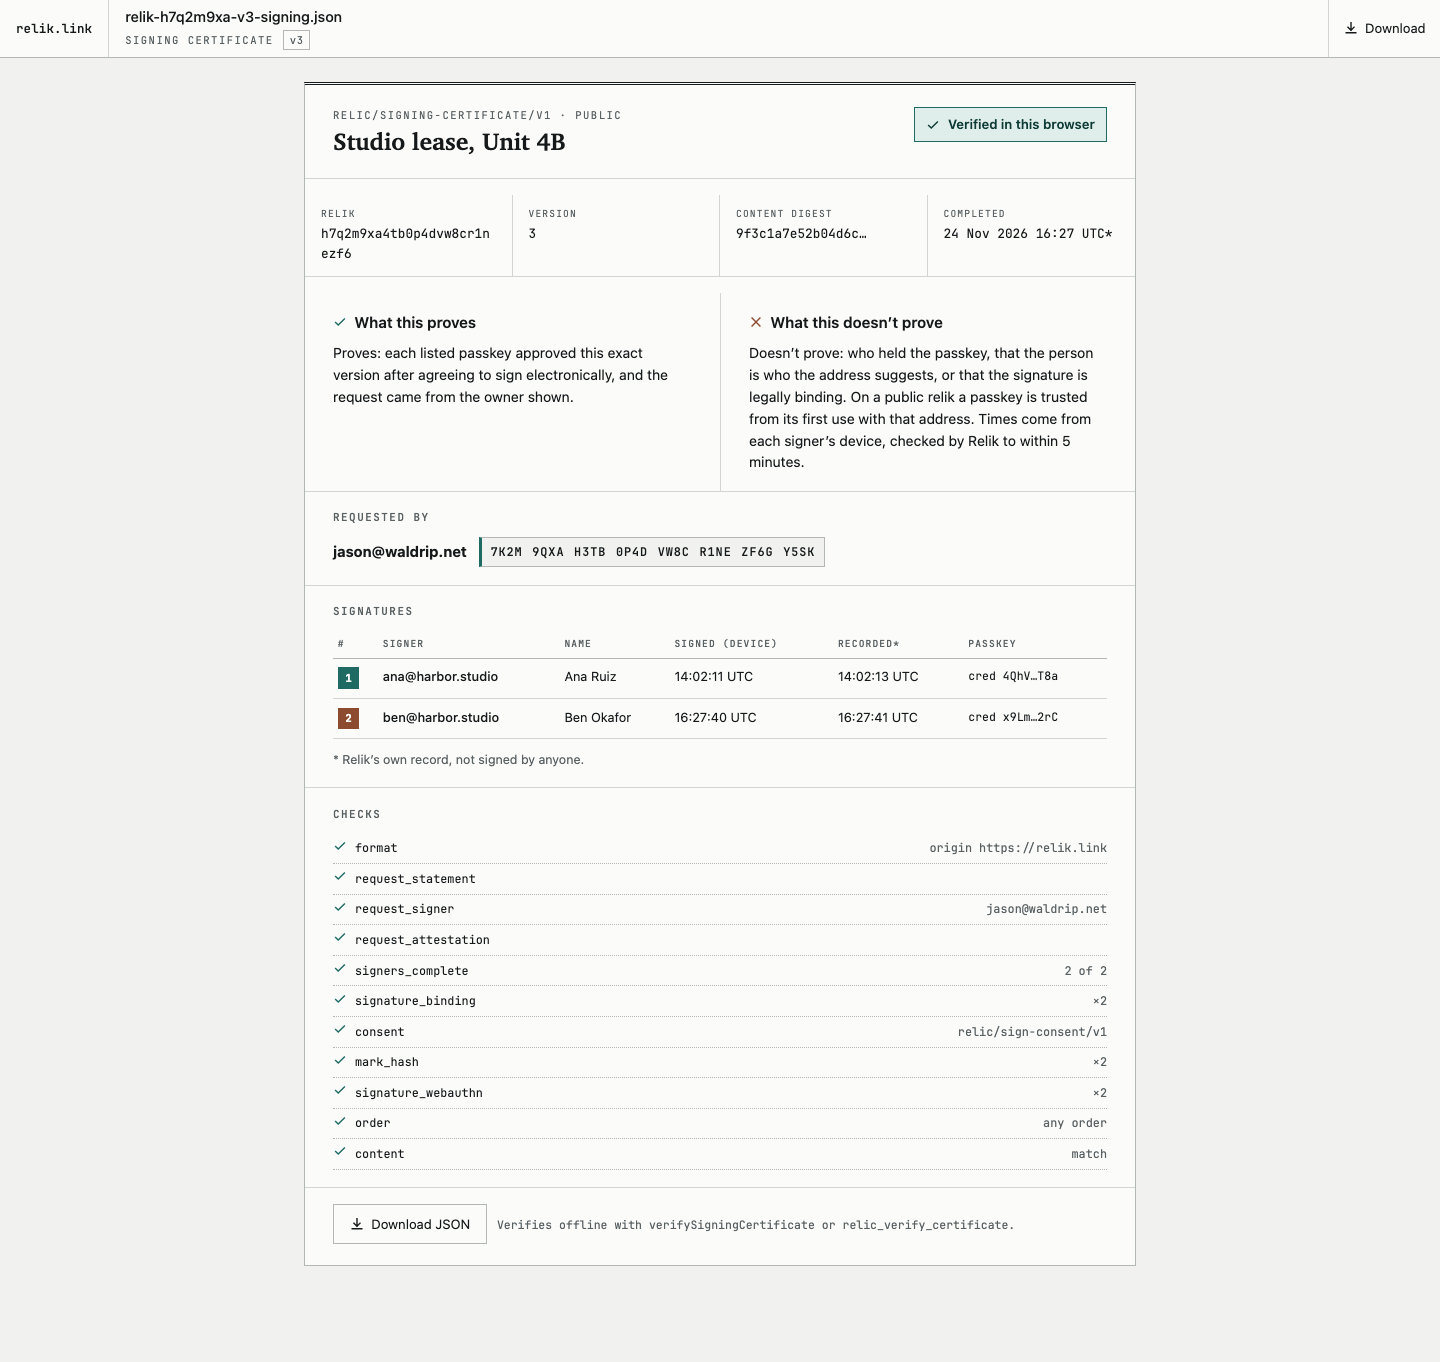 relik.link
relik-h7q2m9xa-v3-signing.json
SIGNING CERTIFICATE v3
Download
RELIC/SIGNING-CERTIFICATE/V1 · PUBLIC
Studio lease, Unit 4B
Verified in this browser
RELIK
h7q2m9xa4tb0p4dvw8cr1n
ezf6
VERSION
3
CONTENT DIGEST
9f3c1a7e52b04d6c…
COMPLETED
24 Nov 2026 16:27 UTC*
What this proves
Proves: each listed passkey approved this exact
version after agreeing to sign electronically, and the
request came from the owner shown.
What this doesn’t prove
Doesn’t prove: who held the passkey, that the person
is who the address suggests, or that the signature is
legally binding. On a public relik a passkey is trusted
from its first use with that address. Times come from
each signer’s device, checked by Relik to within 5
minutes.
REQUESTED BY
jason@waldrip.net 7K2M 9QXA H3TB 0P4D VW8C R1NE ZF6G Y5SK
SIGNATURES
# SIGNER NAME SIGNED (DEVICE) RECORDED* PASSKEY
1 ana@harbor.studio Ana Ruiz 14:02:11 UTC 14:02:13 UTC cred 4QhV…T8a
2 ben@harbor.studio Ben Okafor 16:27:40 UTC 16:27:41 UTC cred x9Lm…2rC
* Relik’s own record, not signed by anyone.
CHECKS
format origin https://relik.link
request_statement
request_signer jason@waldrip.net
request_attestation
signers_complete 2 of 2
signature_binding ×2
consent relic/sign-consent/v1
mark_hash ×2
signature_webauthn ×2
order any order
content match
Download JSON Verifies offline with verifySigningCertificate or relic_verify_certificate.